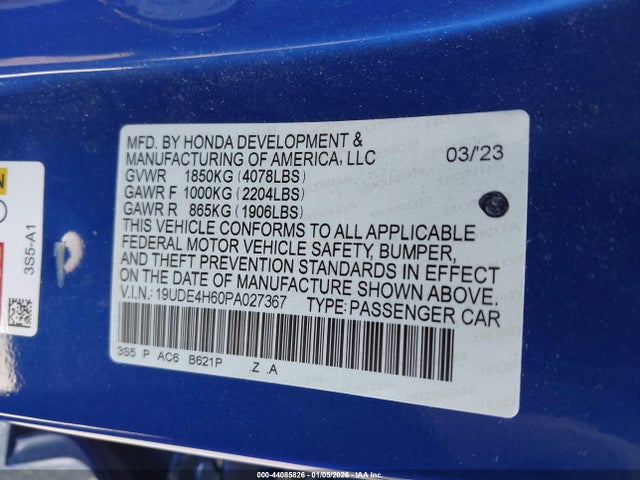 MFD. BY HONDA DEVELOPMENT &
MANUFACTURING OF AMERICA, LLC 03/'23
GVWR 1850KG (4078LBS)
GAWR F 1000KG (2204LBS)
GAWR R 865KG (1906LBS)
THIS VEHICLE CONFORMS TO ALL APPLICABLE
FEDERAL MOTOR VEHICLE SAFETY, BUMPER,
AND THEFT PREVENTION STANDARDS IN EFFECT
ON THE DATE OF MANUFACTURE SHOWN ABOVE.
V.I.N.: 19UDE4H60PA027367 TYPE: PASSENGER CAR
3S5 P AC6 B621P .Z .A
3S5-A1
000-44085826 - 01/05/2026 - © IAA Inc.